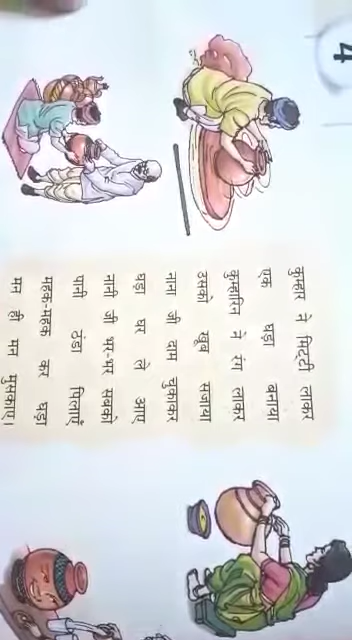 4
कुम्हार ने मिट्टी लाकर
एक घड़ा बनाया
कुम्हारिन ने रंग लाकर
उसको खूब सजाया
नाना जी दाम चुकाकर
घड़ा घर ले आए
नानी जी भर-भर सबको
पानी ठंडा पिलाएँ
महक-महक कर घड़ा
मन ही मन मुसकाए।